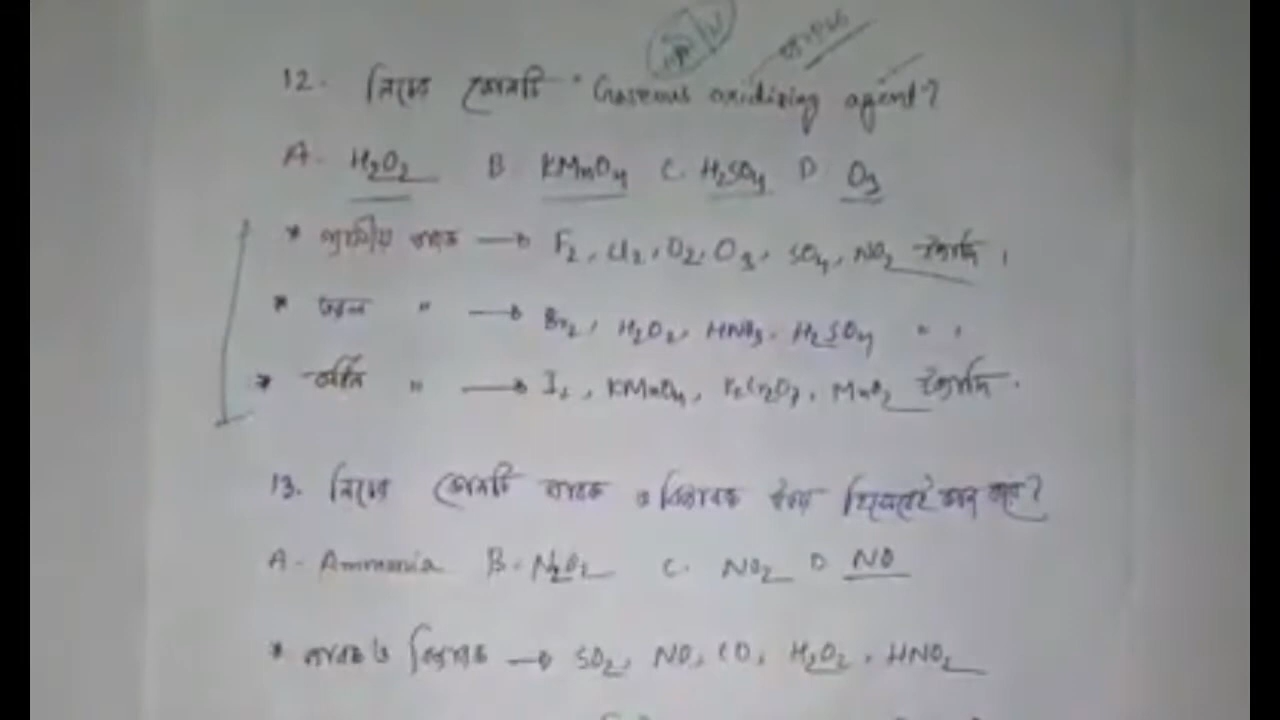 12. নিচের কোনটি Gaseous oxidizing agent?
A. H₂O₂ B. KMnO₄ C. H₂SO₄ D. O₃
* গ্যাসীয় জারক → F₂, Cl₂, O₂, O₃, SO₄, NO₂ ইত্যাদি।
* তরল " → Br₂, H₂O₂, HNO₃, H₂SO₄ " ।
* কঠিন " → I₂, KMnO₄, K₂Cr₂O₇, MnO₂ ইত্যাদি।
13. নিচের কোনটি জারক ও বিজারক উভয় হিসেবেই কাজ করে?
A. Ammonia B. N₂O₂ C. NO₂ D. NO
* জারক ও বিজারক → SO₂, NO, CO, H₂O₂, HNO₂